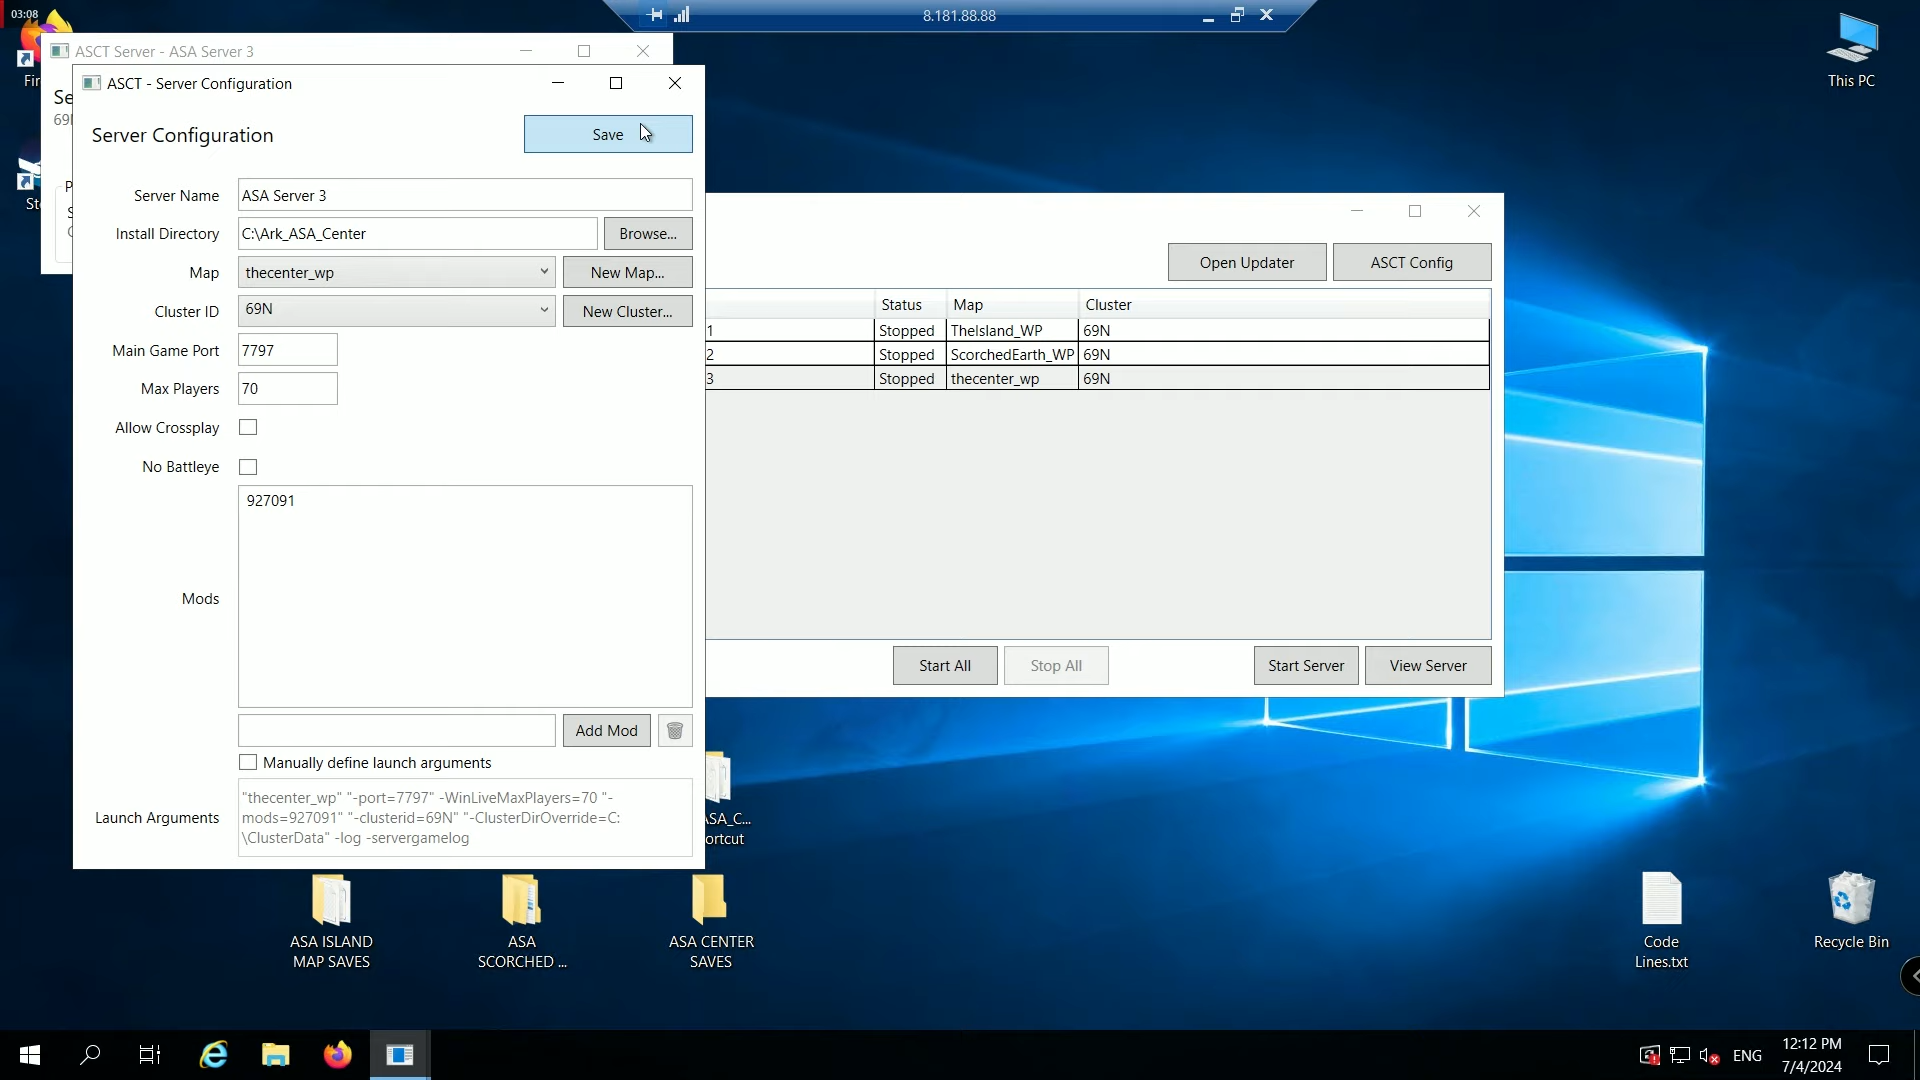 03:08
8.181.88.88
This PC
Fir
ASCT Server - ASA Server 3
Se
69N
P
S
C
St
ASCT - Server Configuration
Server Configuration
Save
Server Name
ASA Server 3
Install Directory
C:\Ark_ASA_Center
Browse...
Map
thecenter_wp
New Map...
Cluster ID
69N
New Cluster...
Main Game Port
7797
Max Players
70
Allow Crossplay
No Battleye
927091
Mods
Add Mod
Manually define launch arguments
Launch Arguments
"thecenter_wp" "-port=7797" -WinLiveMaxPlayers=70 "-
mods=927091" "-clusterid=69N" "-ClusterDirOverride=C:
\ClusterData" -log -servergamelog
Open Updater
ASCT Config
Status Map Cluster
1 Stopped TheIsland_WP 69N
2 Stopped ScorchedEarth_WP 69N
3 Stopped thecenter_wp 69N
Start All
Stop All
Start Server
View Server
ASA_C...
ortcut
ASA ISLAND
MAP SAVES
ASA
SCORCHED ...
ASA CENTER
SAVES
Code
Lines.txt
Recycle Bin
ENG
12:12 PM
7/4/2024